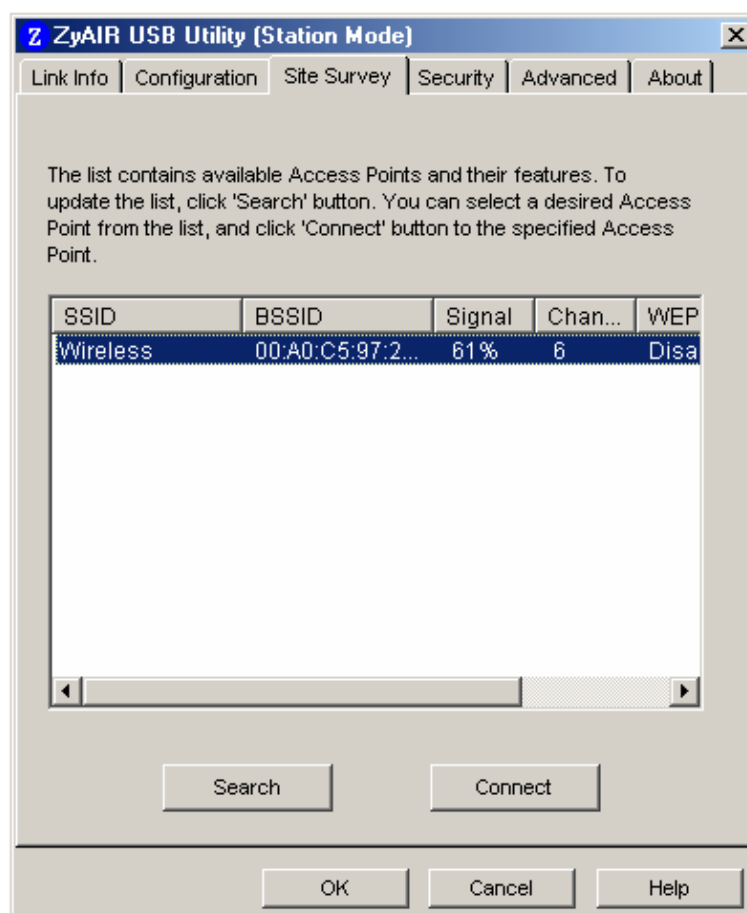 Z ZyAIR USB Utility (Station Mode)
Link Info Configuration Site Survey Security Advanced About
The list contains available Access Points and their features. To
update the list, click 'Search' button. You can select a desired Access
Point from the list, and click 'Connect' button to the specified Access
Point.
SSID BSSID Signal Chan... WEP
Wireless 00:A0:C5:97:2... 61% 6 Disa
Search Connect
OK Cancel Help